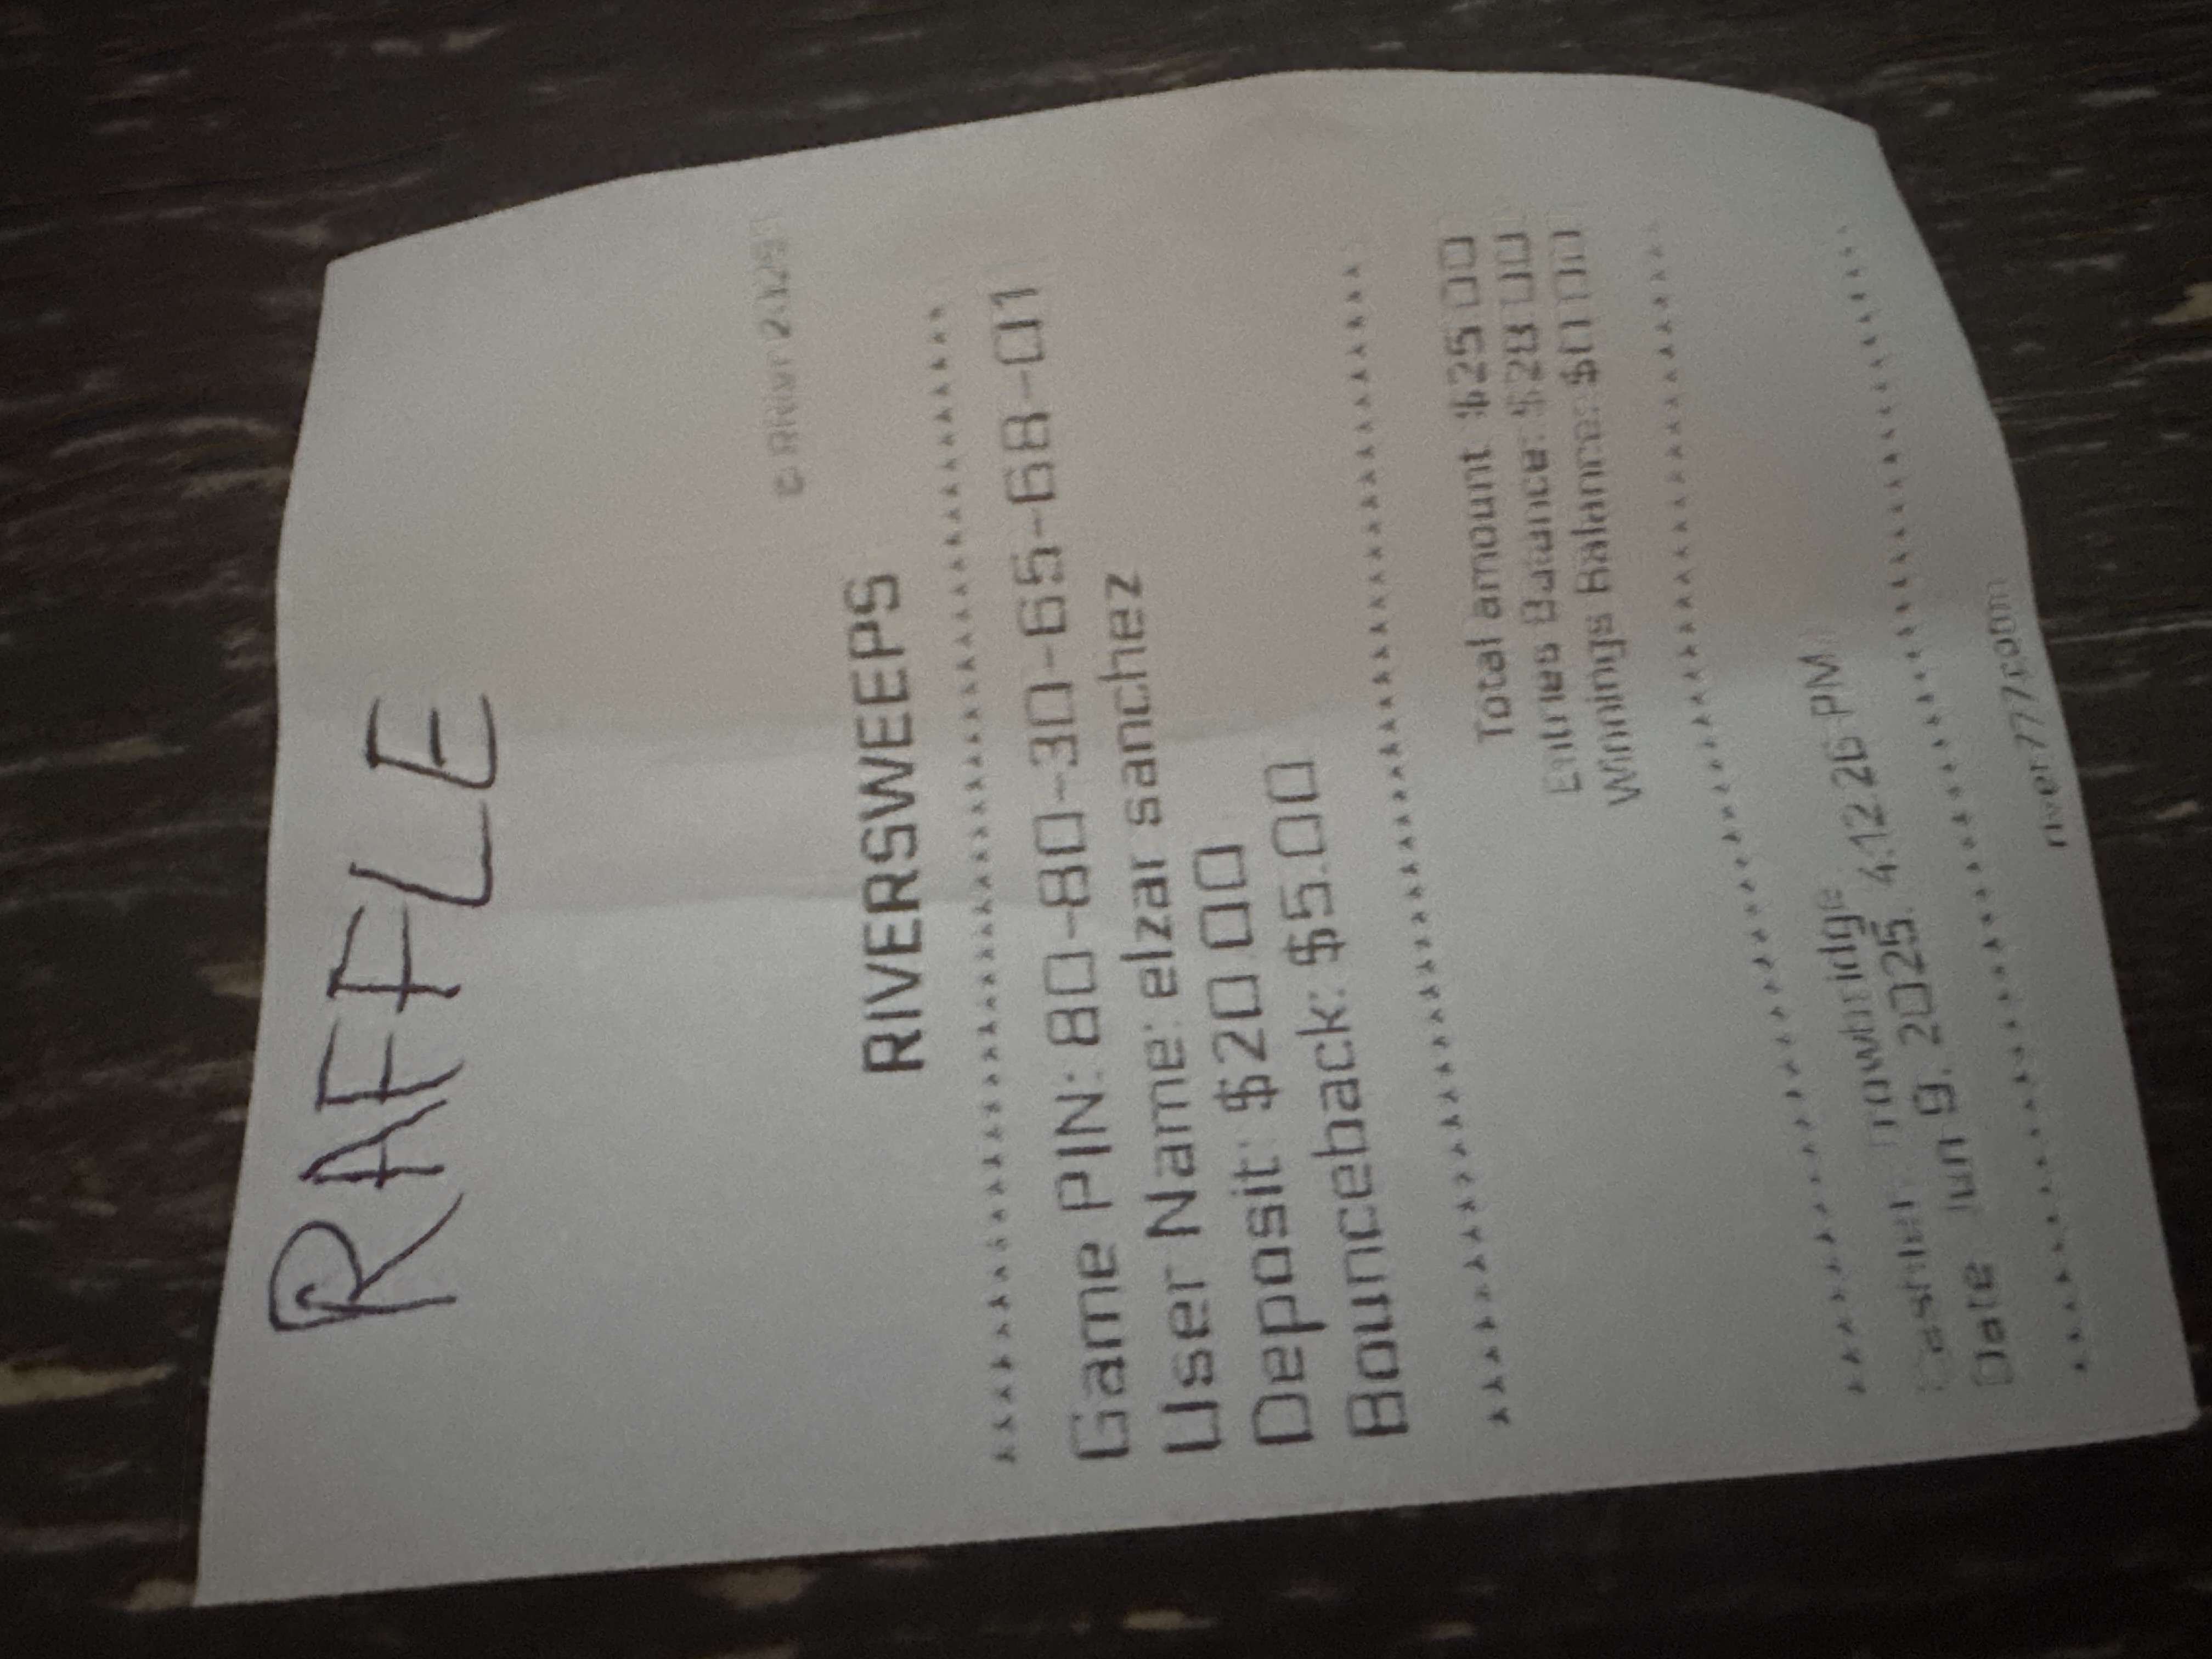 RAFFLE
RIVERSWEEPS
******************************
Game PIN: 80-80-30-65-68-01
User Name: elzar sanchez
Deposit: $20.00
Bounceback: $5.00
******************************
Total amount $25.00
Entries Balance: $28.00
Winnings Balance: $0.00
******************************
Cashier Trowbridge
Date Jun 9, 2025, 4:12:26 PM
******************************
river777.com